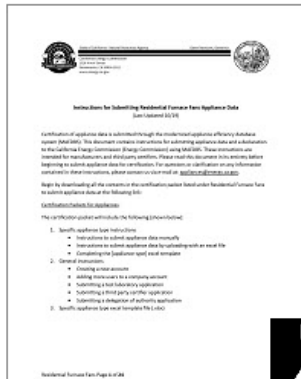 Instructions for Submitting Residential Furnace Fans Appliance Data
Certification of appliance data is submitted through the modernized appliance efficiency database
system (MAEDBS). This document contains instructions for submitting appliance data and a declaration
to the California Energy Commission (Energy Commission) using MAEDBS. These instructions are
intended for manufacturers and third party certifiers. Please read this document in its entirety before
beginning to submit appliance data for certification. For questions or clarification on any information
contained in these instructions, please contact us via e-mail at: appliances@energy.ca.gov.
Begin by downloading all the contents in the certification packet listed under Residential Furnace Fans
to submit appliance data at the following link:
Certification Packets for Appliances
The certification packet will include the following (shown below):
1. Specific appliance type instructions
• Instructions to submit appliance data manually
• Instructions to submit appliance data by uploading with an excel file
• Completing the (appliance type) excel template
2. General instructions
• Creating a new account
• Adding more users to a company account
• Submitting a test laboratory application
• Submitting a third party certifier application
• Submitting a delegation of authority application
3. Specific appliance type excel template file (.xlsx)
Residential Furnace Fans Page